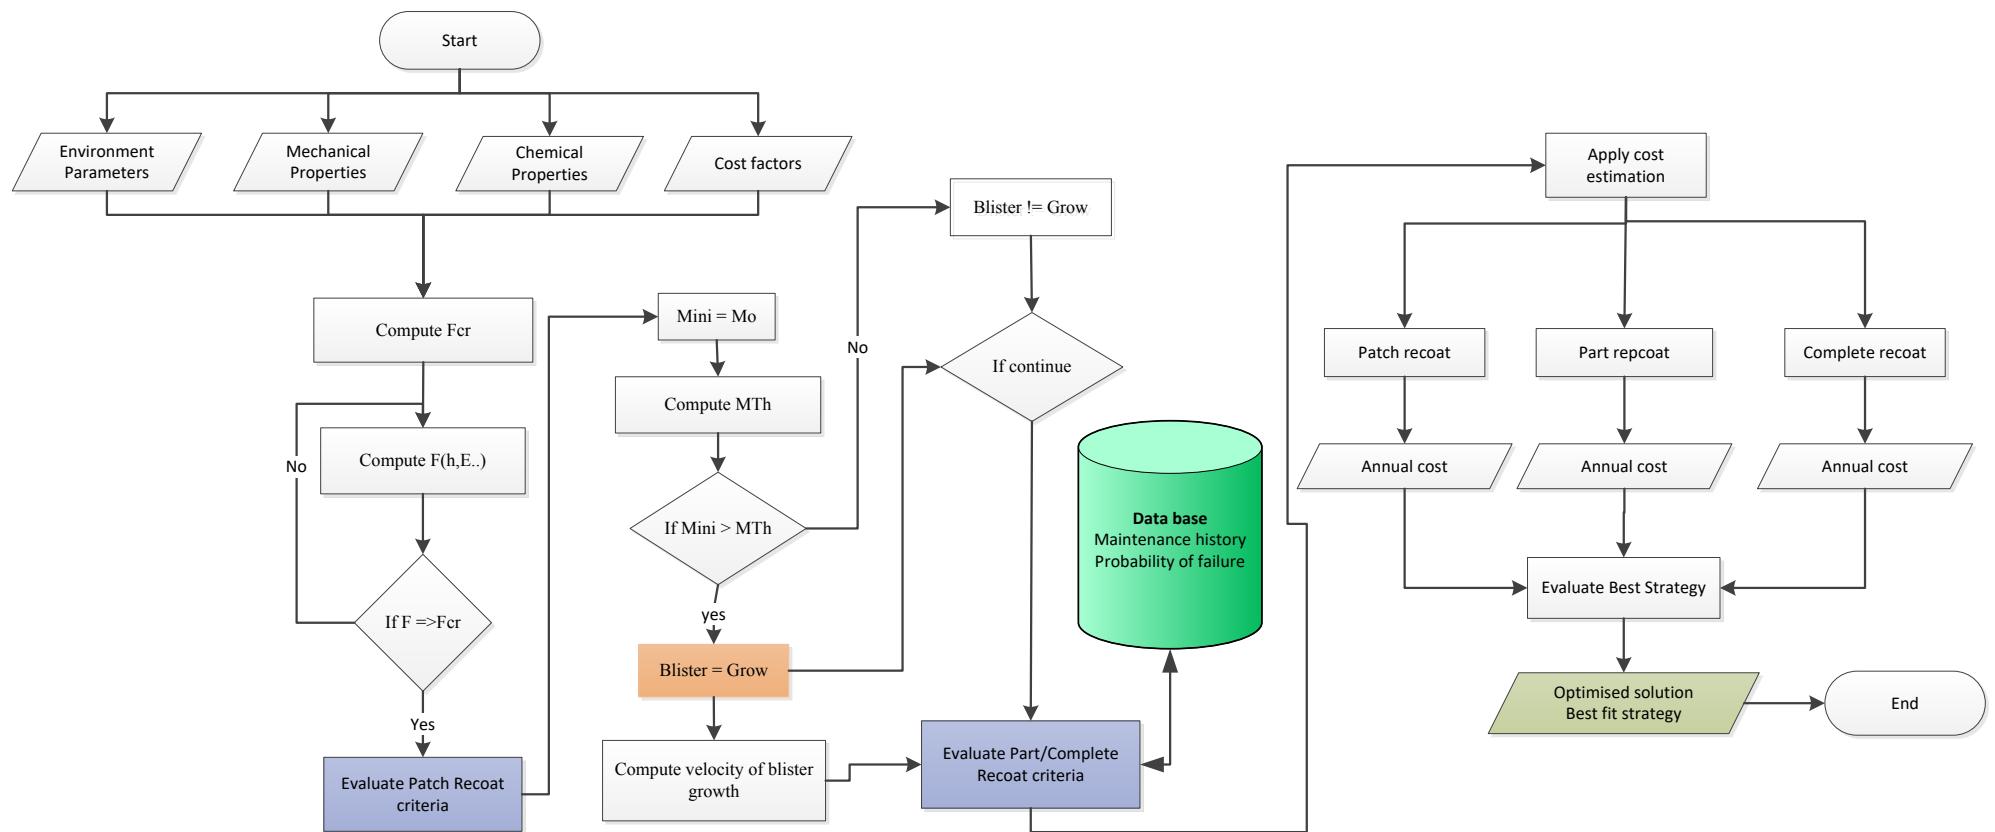 Start
Environment
Parameters
Mechanical
Properties
Chemical
Properties
Cost factors
Compute Fcr
No
Compute F(h,E..)
If F =>Fcr
Yes
Evaluate Patch Recoat
criteria
Mini = Mo
Compute MTh
If Mini > MTh
No
yes
Blister = Grow
Compute velocity of blister
growth
Blister != Grow
If continue
Data base
Maintenance history
Probability of failure
Evaluate Part/Complete
Recoat criteria
Apply cost
estimation
Patch recoat
Part repcoat
Complete recoat
Annual cost
Annual cost
Annual cost
Evaluate Best Strategy
Optimised solution
Best fit strategy
End